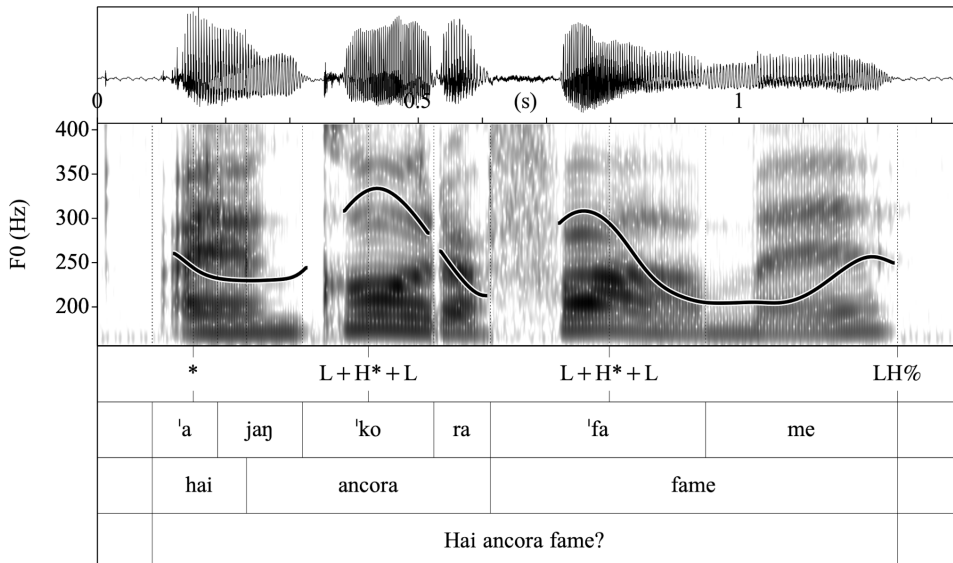 0 0.5 (s) 1
400
350
300
250
200
F0 (Hz)
* L+H*+L L+H*+L LH%
ˈa jaŋ ˈko ra ˈfa me
hai ancora fame
Hai ancora fame?